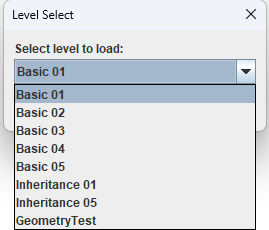 Level Select
Select level to load:
Basic 01
Basic 01
Basic 02
Basic 03
Basic 04
Basic 05
Inheritance 01
Inheritance 05
GeometryTest